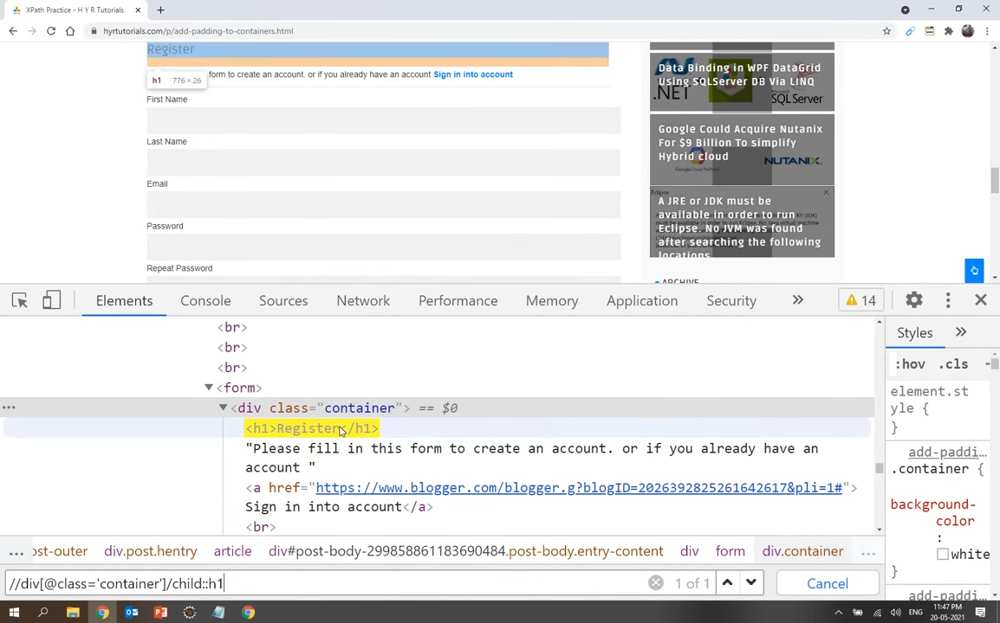 XPath Practice - H Y R Tutorials
hyrtutorials.com/p/add-padding-to-containers.html
Register
h1 776 × 26
form to create an account. or if you already have an account Sign in into account
First Name
Last Name
Email
Password
Repeat Password
Data Binding in WPF DataGrid
Using SQLServer DB Via LINQ
.NET
SQL Server
Google Could Acquire Nutanix
For $9 Billion To simplify
Hybrid cloud
Google Cloud Platform
NUTANIX
Eclipse
A JRE or JDK must be
available in order to run
Eclipse. No JVM was found
after searching the following
locations
ARCHIVE
Elements
Console
Sources
Network
Performance
Memory
Application
Security
»
14
<br>
<br>
<br>
<form>
<div class="container"> == $0
<h1>Register</h1>
"Please fill in this form to create an account. or if you already have an
account "
<a href="https://www.blogger.com/blogger.g?blogID=2026392825261642617&pli=1#">
Sign in into account</a>
<br>
Styles
»
:hov .cls
element.st
yle {
}
add-paddi…
.container {
background-
color
:
white
}
add-paddi…
... ost-outer div.post.hentry article div#post-body-299858861183690484.post-body.entry-content div form div.container ...
//div[@class='container']/child::h1
1 of 1
Cancel
ENG
11:47 PM
20-05-2021